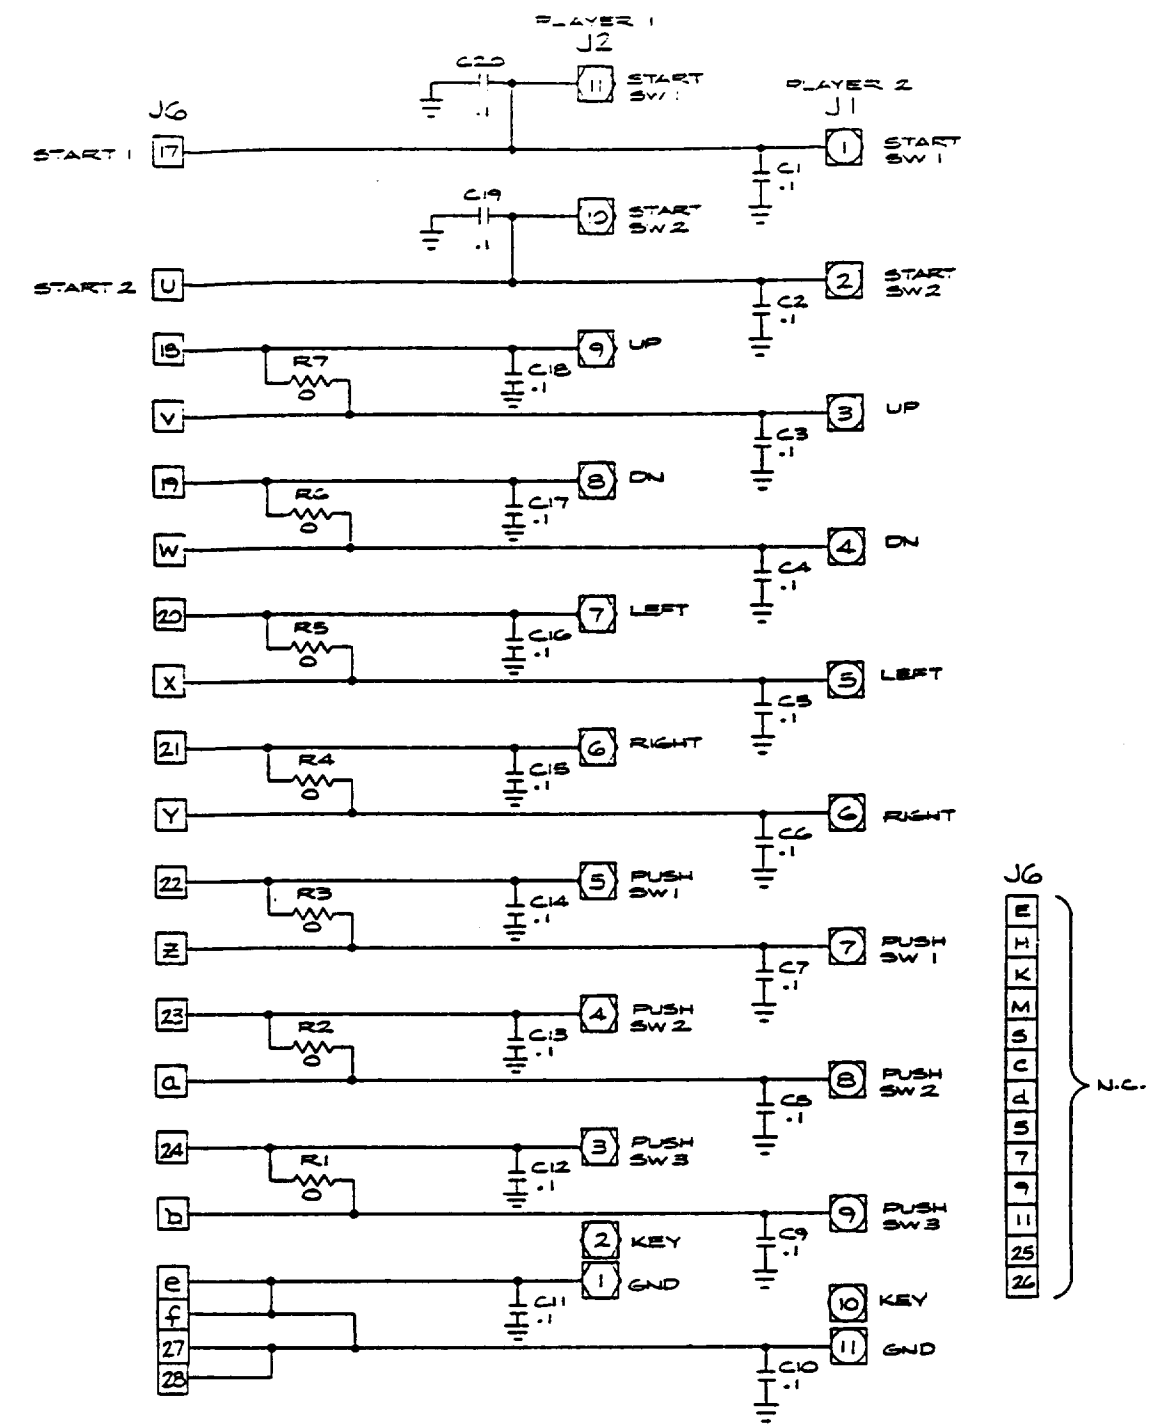 PLAYER 1
J2
C20
.1
11
START
SW 1
PLAYER 2
J1
J6
START 1
17
1
START
SW 1
C1
.1
C19
.1
10
START
SW 2
START 2
U
2
START
SW2
C2
.1
18
R7
0
C18
.1
9
UP
V
3
UP
C3
.1
19
R6
0
C17
.1
8
DN
W
4
DN
C4
.1
20
R5
0
C16
.1
7
LEFT
X
5
LEFT
C5
.1
21
R4
0
C15
.1
6
RIGHT
Y
6
RIGHT
C6
.1
22
R3
0
C14
.1
5
PUSH
SW 1
Z
7
PUSH
SW 1
C7
.1
23
R2
0
C13
.1
4
PUSH
SW 2
a
8
PUSH
SW 2
C8
.1
24
R1
0
C12
.1
3
PUSH
SW 3
b
9
PUSH
SW3
C9
.1
2
KEY
e
1
GND
f
C11
.1
10
KEY
27
11
GND
28
C10
.1
J6
E
H
K
M
S
c
d
5
7
9
11
25
26
N.C.